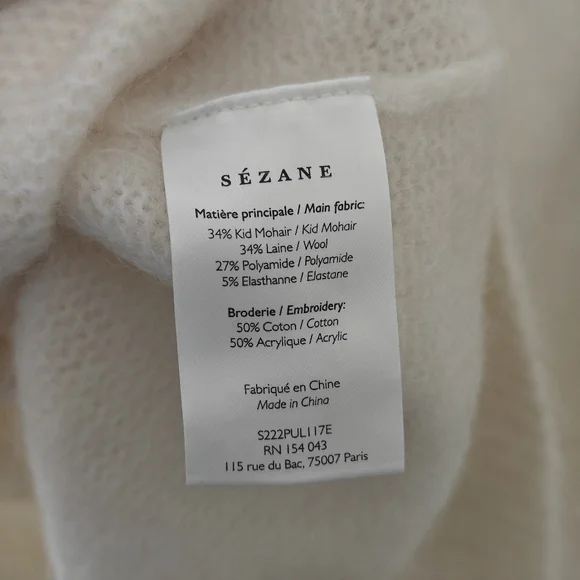 SÉZANE
Matière principale / Main fabric:
34% Kid Mohair / Kid Mohair
34% Laine / Wool
27% Polyamide / Polyamide
5% Elasthanne / Elastane
Broderie / Embroidery:
50% Coton / Cotton
50% Acrylique / Acrylic
Fabriqué en Chine
Made in China
S222PUL117E
RN 154 043
115 rue du Bac, 75007 Paris